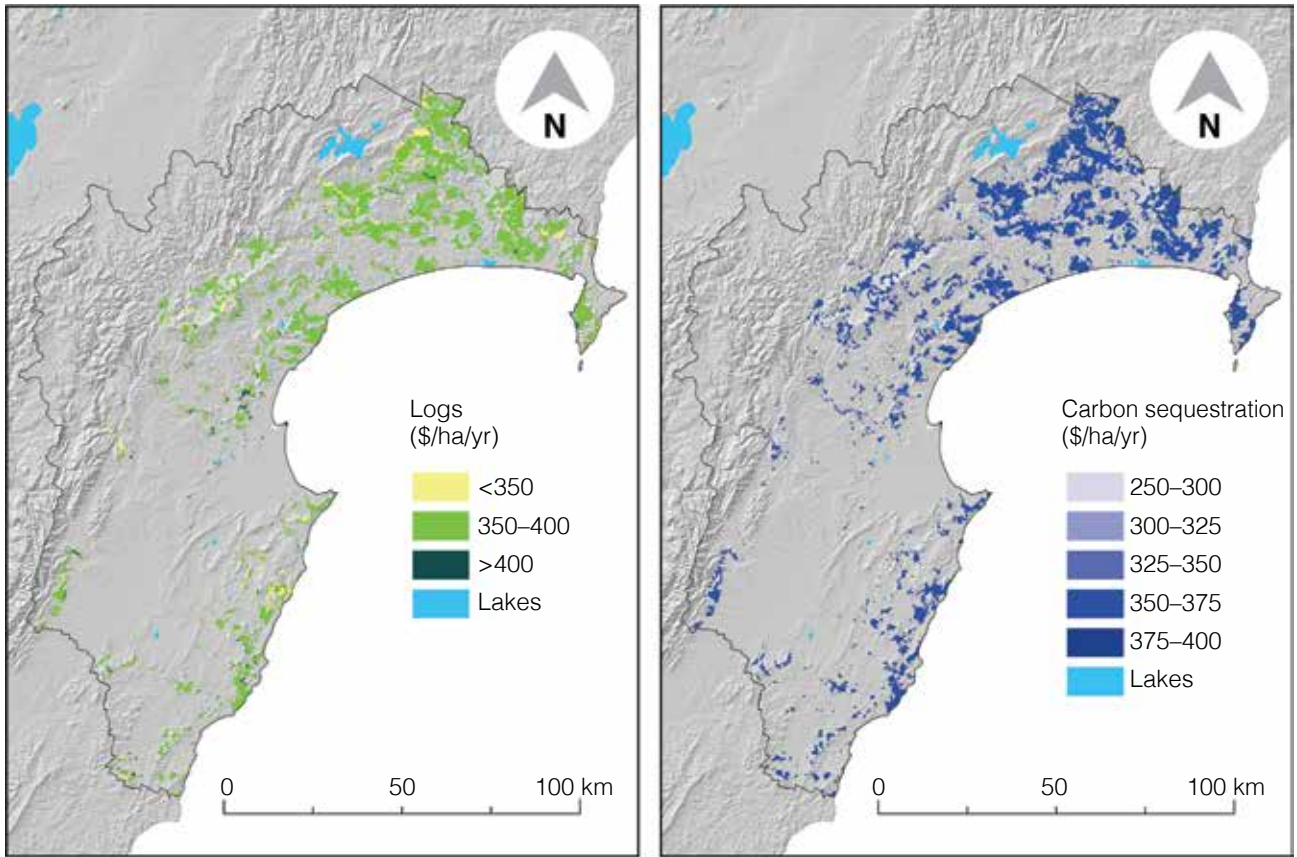 N
Logs
($/ha/yr)
<350
350–400
>400
Lakes
0 50 100 km
N
Carbon sequestration
($/ha/yr)
250–300
300–325
325–350
350–375
375–400
Lakes
0 50 100 km